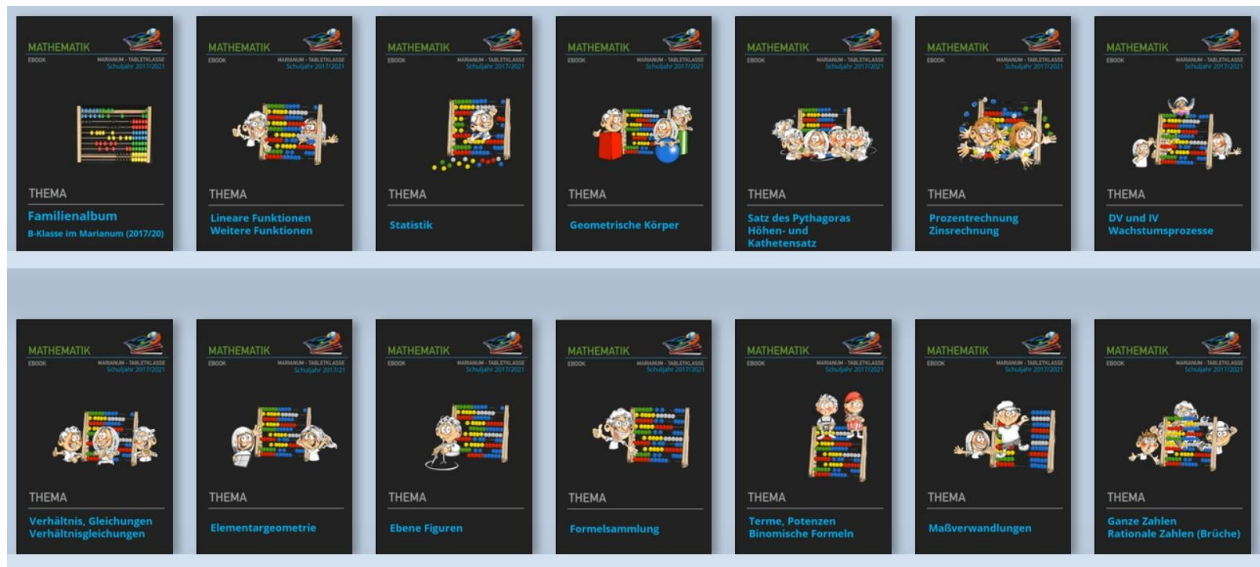 MATHEMATIK
EBOOK
MARIANUM - TABLETKLASSE
Schuljahr 2017/2021
THEMA
Familienalbum
B-Klasse im Marianum (2017/20)
MATHEMATIK
EBOOK
MARIANUM - TABLETKLASSE
Schuljahr 2017/2021
THEMA
Lineare Funktionen
Weitere Funktionen
MATHEMATIK
EBOOK
MARIANUM - TABLETKLASSE
Schuljahr 2017/2021
THEMA
Statistik
MATHEMATIK
EBOOK
MARIANUM - TABLETKLASSE
Schuljahr 2017/2021
THEMA
Geometrische Körper
MATHEMATIK
EBOOK
MARIANUM - TABLETKLASSE
Schuljahr 2017/2021
THEMA
Satz des Pythagoras
Höhen- und
Kathetensatz
MATHEMATIK
EBOOK
MARIANUM - TABLETKLASSE
Schuljahr 2017/2021
THEMA
Prozentrechnung
Zinsrechnung
MATHEMATIK
EBOOK
MARIANUM - TABLETKLASSE
Schuljahr 2017/2021
THEMA
DV und IV
Wachstumsprozesse
MATHEMATIK
EBOOK
MARIANUM - TABLETKLASSE
Schuljahr 2017/2021
THEMA
Verhältnis, Gleichungen
Verhältnisgleichungen
MATHEMATIK
EBOOK
MARIANUM - TABLETKLASSE
Schuljahr 2017/21
THEMA
Elementargeometrie
MATHEMATIK
EBOOK
MARIANUM - TABLETKLASSE
Schuljahr 2017/2021
THEMA
Ebene Figuren
MATHEMATIK
EBOOK
MARIANUM - TABLETKLASSE
Schuljahr 2017/2021
THEMA
Formelsammlung
MATHEMATIK
EBOOK
MARIANUM - TABLETKLASSE
Schuljahr 2017/2021
THEMA
Terme, Potenzen
Binomische Formeln
MATHEMATIK
EBOOK
MARIANUM - TABLETKLASSE
Schuljahr 2017/2021
THEMA
Maßverwandlungen
MATHEMATIK
EBOOK
MARIANUM - TABLETKLASSE
Schuljahr 2017/2021
THEMA
Ganze Zahlen
Rationale Zahlen (Brüche)